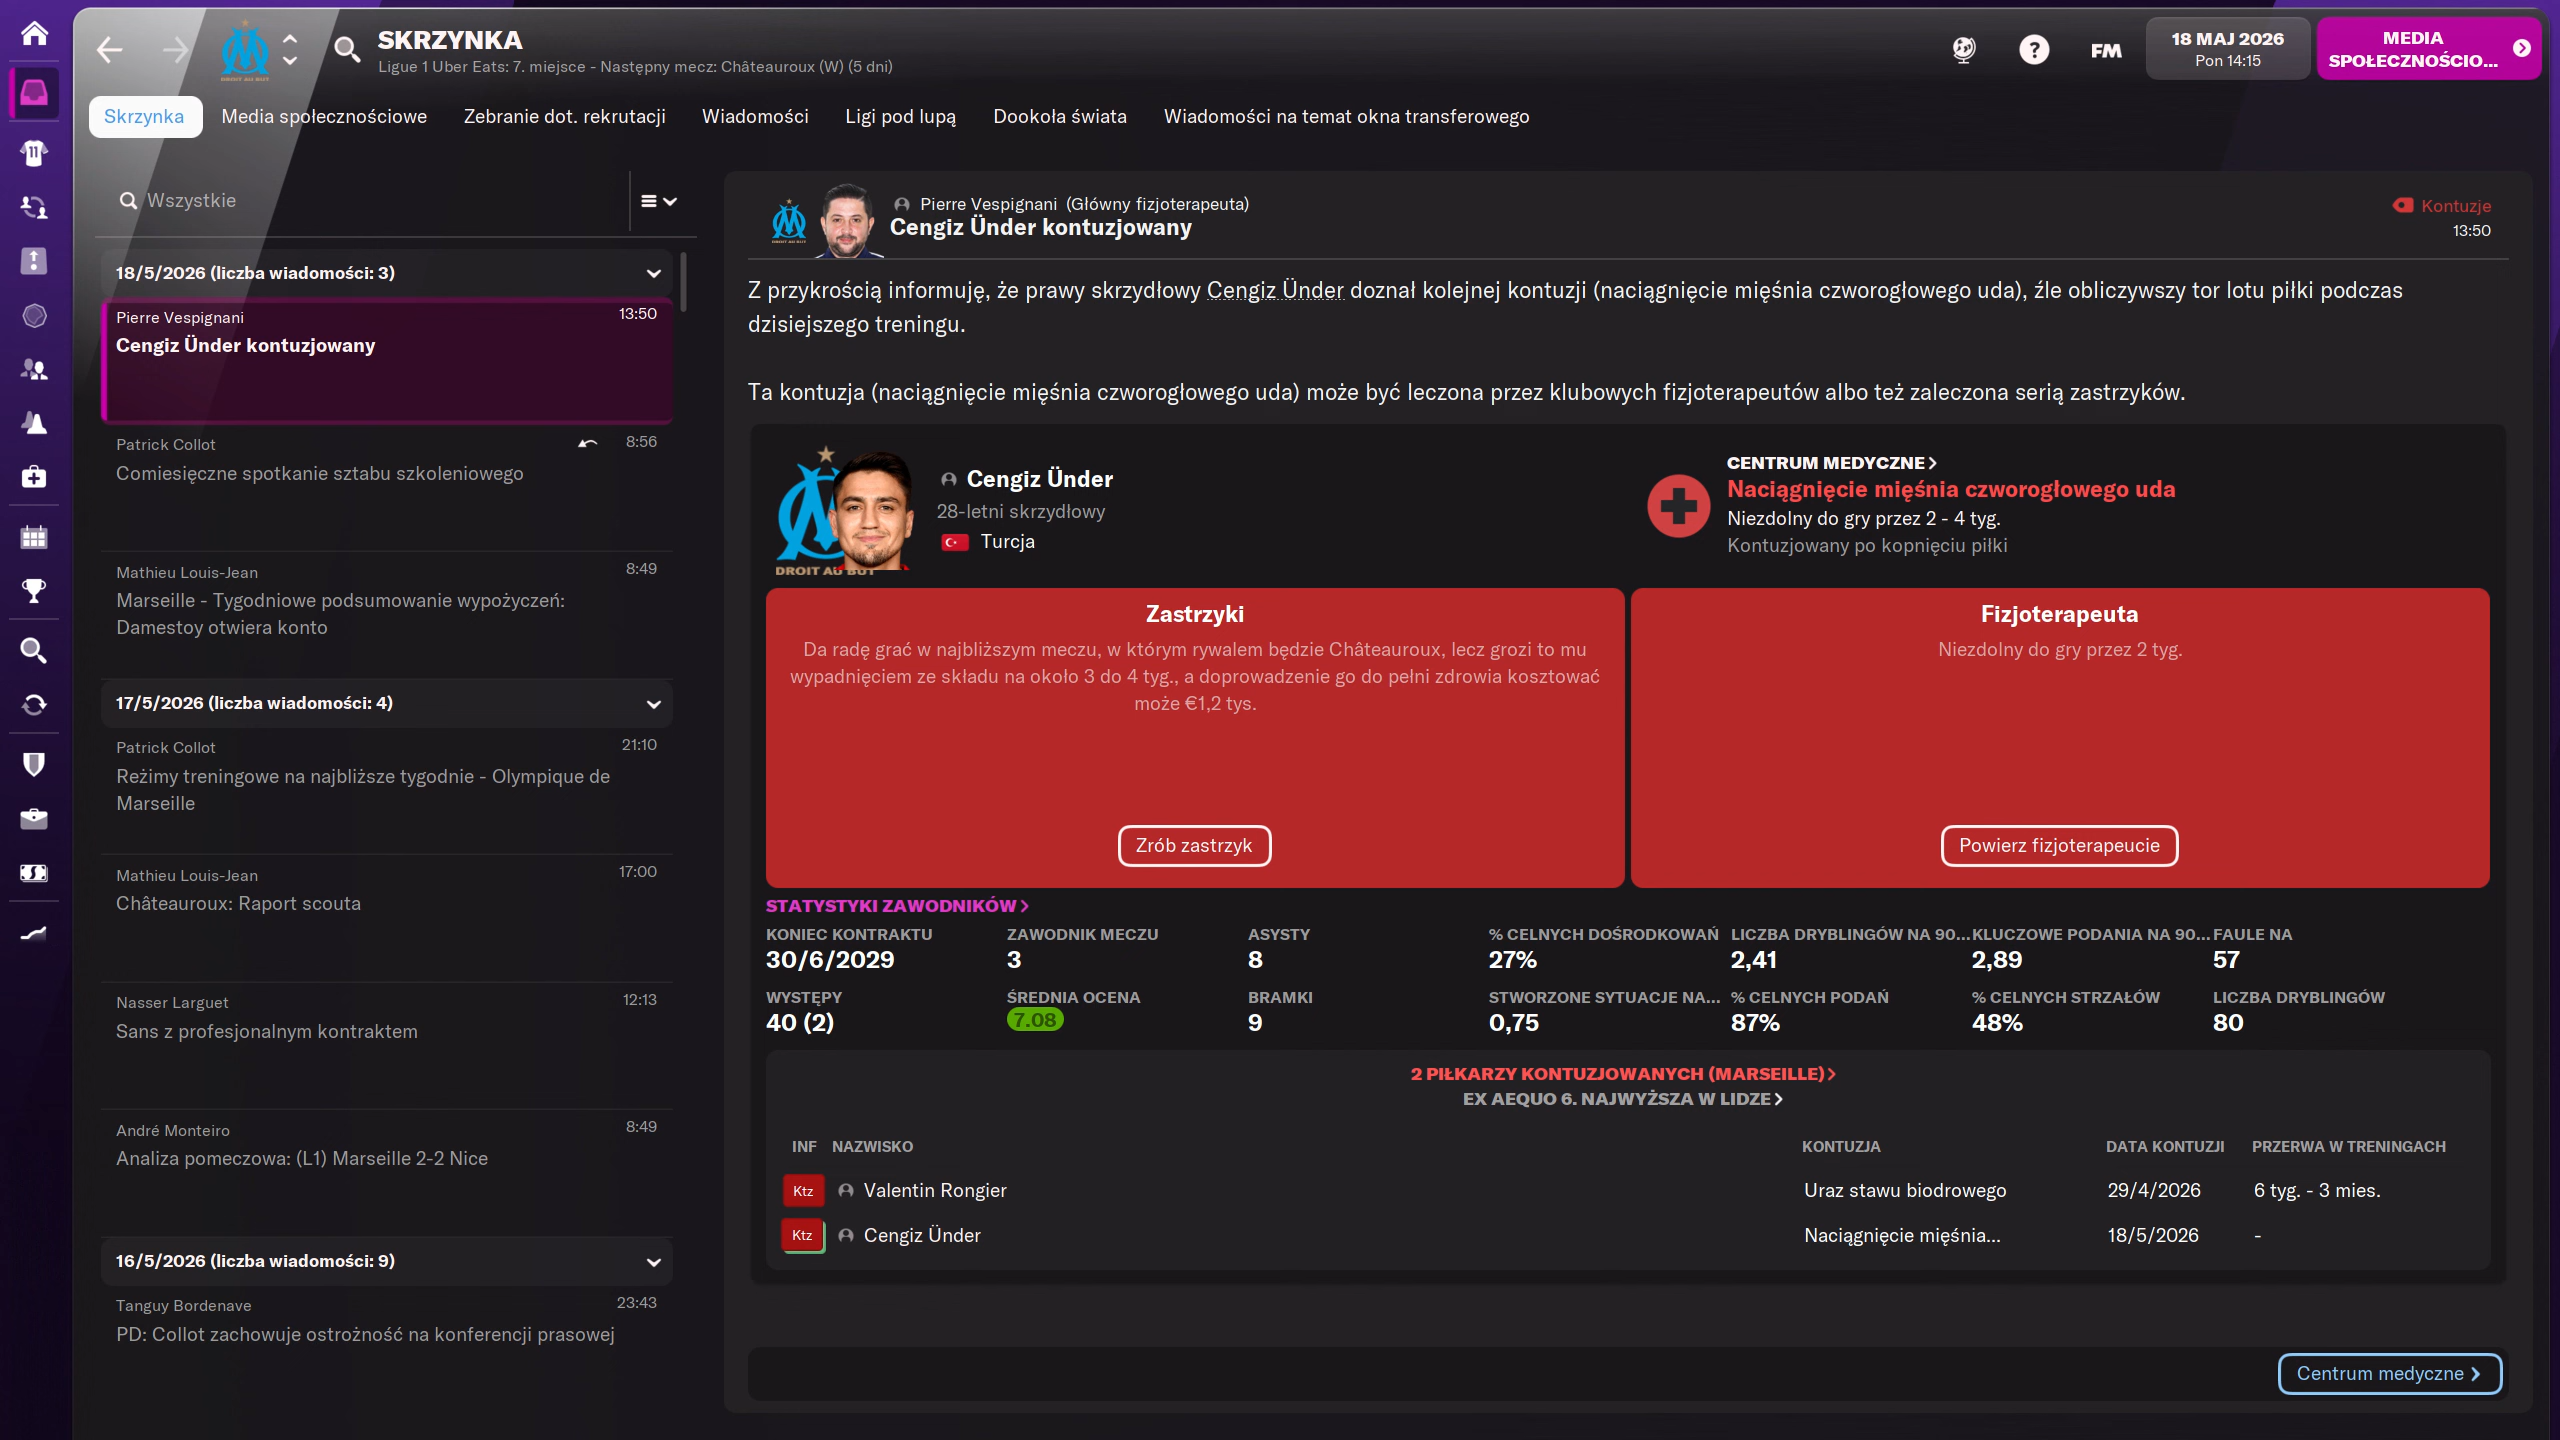 SKRZYNKA
Ligue 1 Uber Eats: 7. miejsce - Następny mecz: Châteauroux (W) (5 dni)
FM
18 MAJ 2026
Pon 14:15
MEDIA
SPOŁECZNOŚCIO...
Skrzynka
Media społecznościowe
Zebranie dot. rekrutacji
Wiadomości
Ligi pod lupą
Dookoła świata
Wiadomości na temat okna transferowego
Wszystkie
18/5/2026 (liczba wiadomości: 3)
Pierre Vespignani 13:50
Cengiz Ünder kontuzjowany
Patrick Collot 8:56
Comiesięczne spotkanie sztabu szkoleniowego
Mathieu Louis-Jean 8:49
Marseille - Tygodniowe podsumowanie wypożyczeń:
Damestoy otwiera konto
17/5/2026 (liczba wiadomości: 4)
Patrick Collot 21:10
Reżimy treningowe na najbliższe tygodnie - Olympique de
Marseille
Mathieu Louis-Jean 17:00
Châteauroux: Raport scouta
Nasser Larguet 12:13
Sans z profesjonalnym kontraktem
André Monteiro 8:49
Analiza pomeczowa: (L1) Marseille 2-2 Nice
16/5/2026 (liczba wiadomości: 9)
Tanguy Bordenave 23:43
PD: Collot zachowuje ostrożność na konferencji prasowej
Pierre Vespignani (Główny fizjoterapeuta)
Cengiz Ünder kontuzjowany
Kontuzje
13:50
Z przykrością informuję, że prawy skrzydłowy Cengiz Ünder doznał kolejnej kontuzji (naciągnięcie mięśnia czworogłowego uda), źle obliczywszy tor lotu piłki podczas
dzisiejszego treningu.
Ta kontuzja (naciągnięcie mięśnia czworogłowego uda) może być leczona przez klubowych fizjoterapeutów albo też zaleczona serią zastrzyków.
DROIT AU BUT
Cengiz Ünder
28-letni skrzydłowy
Turcja
CENTRUM MEDYCZNE
Naciągnięcie mięśnia czworogłowego uda
Niezdolny do gry przez 2 - 4 tyg.
Kontuzjowany po kopnięciu piłki
Zastrzyki
Da radę grać w najbliższym meczu, w którym rywalem będzie Châteauroux, lecz grozi to mu
wypadnięciem ze składu na około 3 do 4 tyg., a doprowadzenie go do pełni zdrowia kosztować
może €1,2 tys.
Zrób zastrzyk
Fizjoterapeuta
Niezdolny do gry przez 2 tyg.
Powierz fizjoterapeucie
STATYSTYKI ZAWODNIKÓW
KONIEC KONTRAKTU ZAWODNIK MECZU ASYSTY % CELNYCH DOŚRODKOWAŃ LICZBA DRYBLINGÓW NA 90... KLUCZOWE PODANIA NA 90... FAULE NA
30/6/2029 3 8 27% 2,41 2,89 57
WYSTĘPY ŚREDNIA OCENA BRAMKI STWORZONE SYTUACJE NA... % CELNYCH PODAŃ % CELNYCH STRZAŁÓW LICZBA DRYBLINGÓW
40 (2) 7.08 9 0,75 87% 48% 80
2 PIŁKARZY KONTUZJOWANYCH (MARSEILLE)
EX AEQUO 6. NAJWYŻSZA W LIDZE
INF NAZWISKO KONTUZJA DATA KONTUZJI PRZERWA W TRENINGACH
Ktz Valentin Rongier Uraz stawu biodrowego 29/4/2026 6 tyg. - 3 mies.
Ktz Cengiz Ünder Naciągnięcie mięśnia... 18/5/2026 -
Centrum medyczne